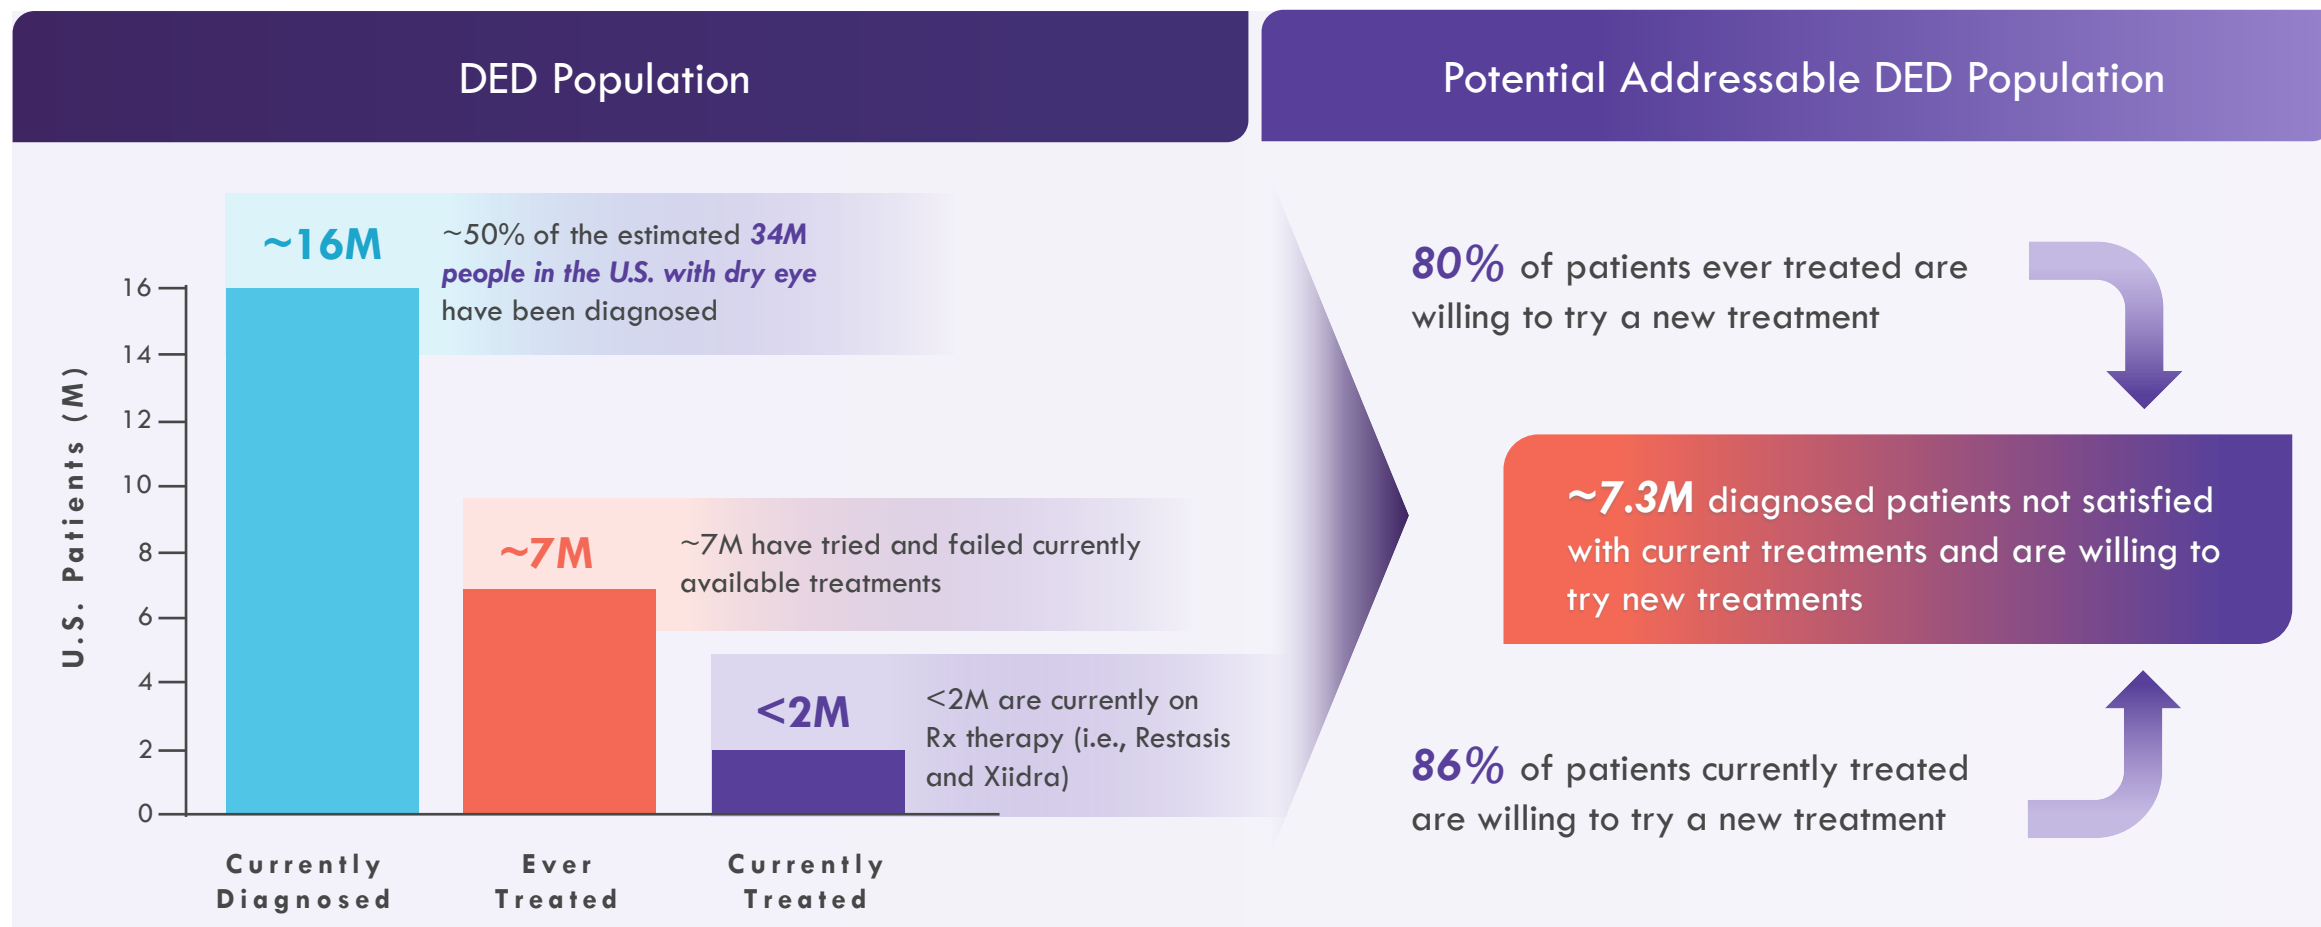 DED Population
Potential Addressable DED Population
~16M
~50% of the estimated 34M
people in the U.S. with dry eye
have been diagnosed
U.S. Patients (M)
16
14
12
10
8
6
4
2
0
~7M
~7M have tried and failed currently
available treatments
<2M
<2M are currently on
Rx therapy (i.e., Restasis
and Xiidra)
Currently
Diagnosed
Ever
Treated
Currently
Treated
80% of patients ever treated are
willing to try a new treatment
~7.3M diagnosed patients not satisfied
with current treatments and are willing to
try new treatments
86% of patients currently treated
are willing to try a new treatment